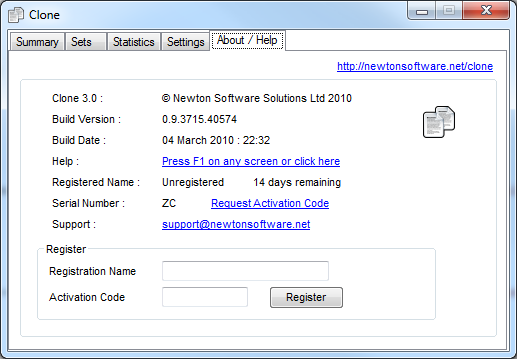 Clone
Summary Sets Statistics Settings About / Help
http://newtonsoftware.net/clone
Clone 3.0 : © Newton Software Solutions Ltd 2010
Build Version : 0.9.3715.40574
Build Date : 04 March 2010 : 22:32
Help : Press F1 on any screen or click here
Registered Name : Unregistered 14 days remaining
Serial Number : ZC Request Activation Code
Support : support@newtonsoftware.net
Register
Registration Name
Activation Code Register